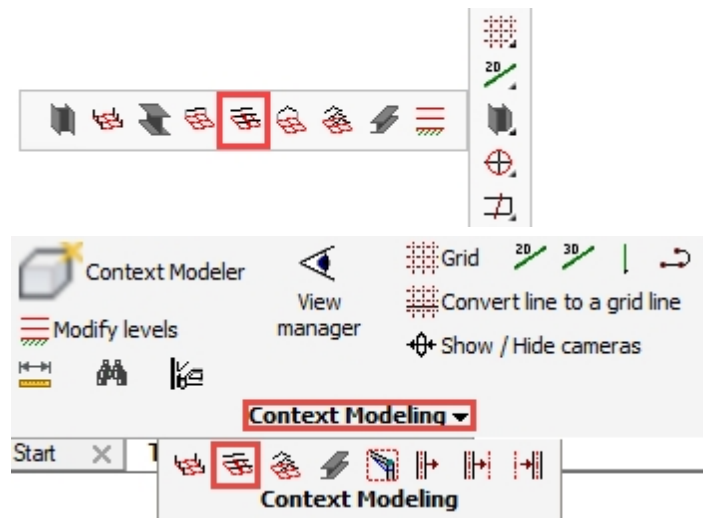 2D
Context Modeler
View
manager
Grid
2D
3D
Convert line to a grid line
Modify levels
Show / Hide cameras
Context Modeling
Start
T
Context Modeling